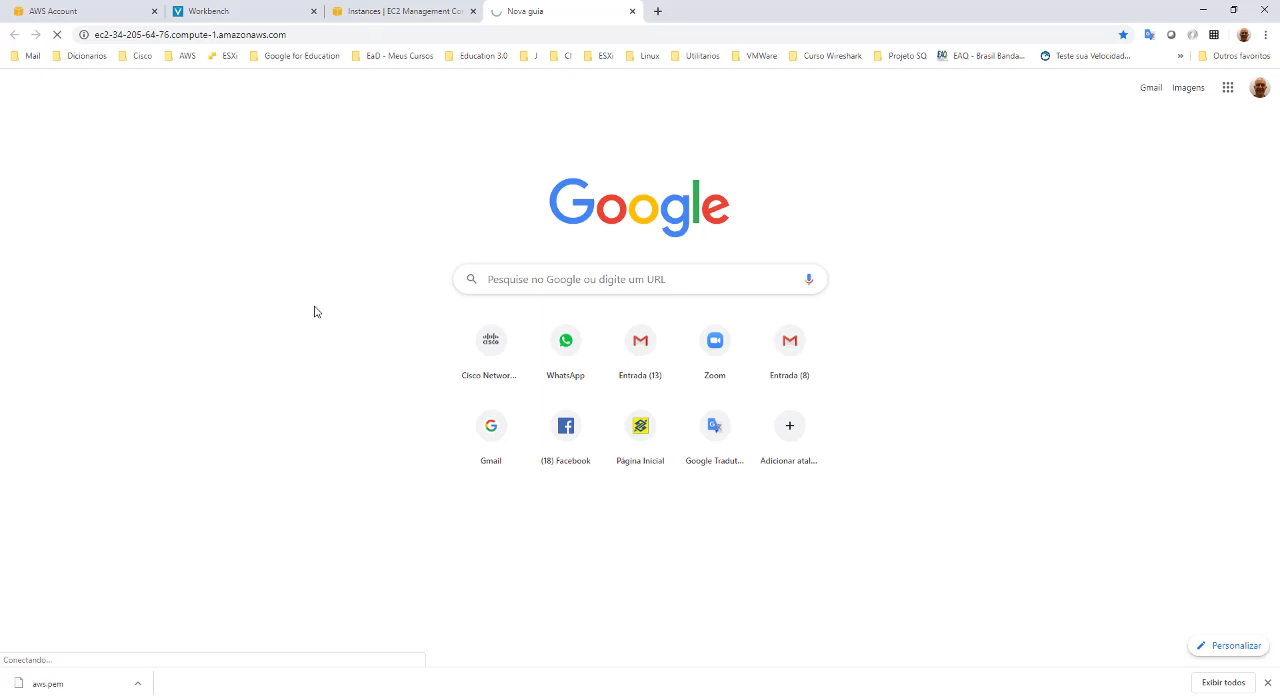 AWS Account
Workbench
Instances | EC2 Management Con
Nova guia
ec2-34-205-64-76.compute-1.amazonaws.com
Mail
Dicionarios
Cisco
AWS
ESXi
Google for Education
EaD - Meus Cursos
Education 3.0
J
CI
ESXi
Linux
Utilitarios
VMWare
Curso Wireshark
Projeto SQ
EAQ - Brasil Banda...
Teste sua Velocidad...
»
Outros favoritos
Gmail
Imagens
Google
Pesquise no Google ou digite um URL
cisco
Cisco Networ...
WhatsApp
Entrada (13)
Zoom
Entrada (8)
Gmail
(18) Facebook
Página Inicial
Google Tradut...
Adicionar atal...
Personalizar
Conectando...
aws.pem
Exibir todos